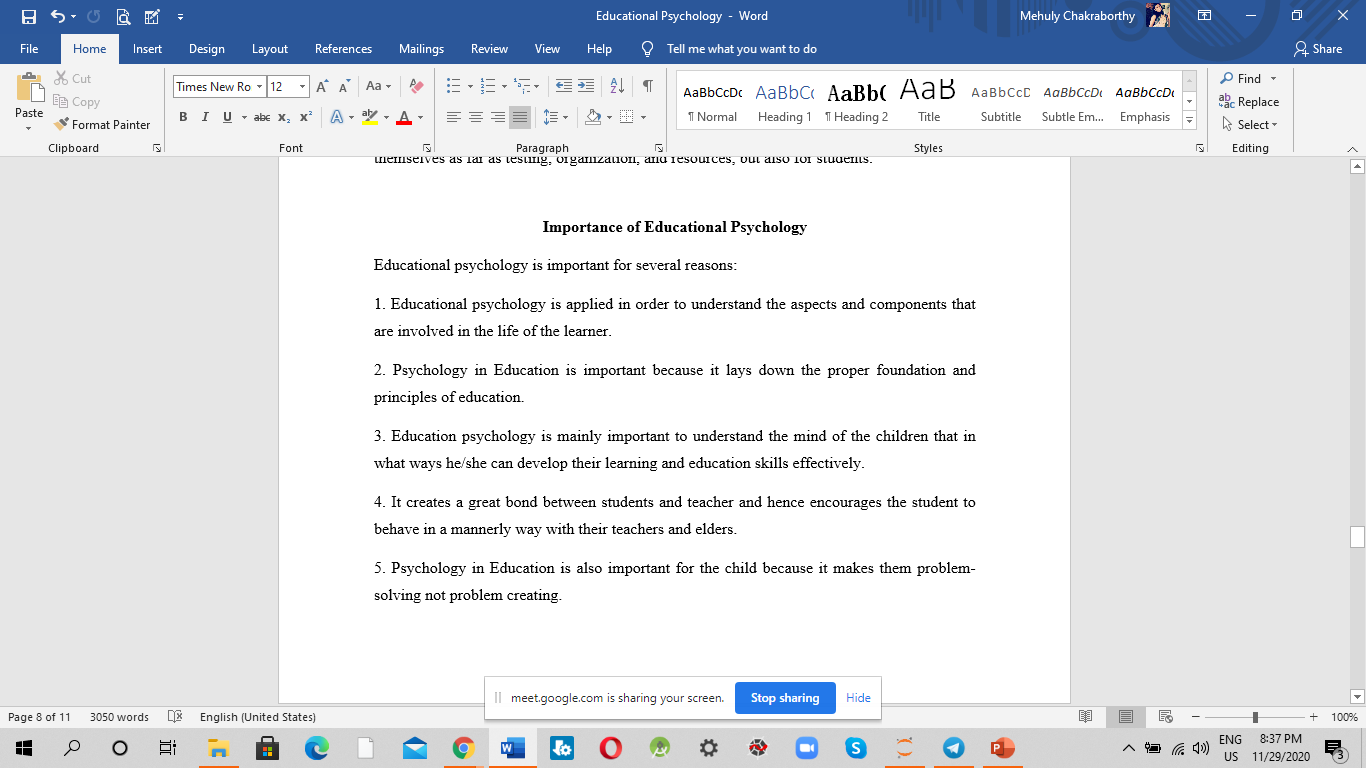 Educational Psychology - Word
Mehuly Chakraborthy
File Home Insert Design Layout References Mailings Review View Help Tell me what you want to do Share
Paste
Cut
Copy
Format Painter
Clipboard
Times New Ro 12
Font
Paragraph
AaBbCcDc AaBbCc AaBb( AaB AaBbCcD AaBbCcDc AaBbCcDc
¶ Normal Heading 1 ¶ Heading 2 Title Subtitle Subtle Em... Emphasis
Styles
Find
Replace
Select
Editing
themselves as far as testing, organization, and resources, but also for students.
Importance of Educational Psychology
Educational psychology is important for several reasons:
1. Educational psychology is applied in order to understand the aspects and components that
are involved in the life of the learner.
2. Psychology in Education is important because it lays down the proper foundation and
principles of education.
3. Education psychology is mainly important to understand the mind of the children that in
what ways he/she can develop their learning and education skills effectively.
4. It creates a great bond between students and teacher and hence encourages the student to
behave in a mannerly way with their teachers and elders.
5. Psychology in Education is also important for the child because it makes them problem-
solving not problem creating.
meet.google.com is sharing your screen. Stop sharing Hide
Page 8 of 11 3050 words English (United States) 100%
ENG 8:37 PM
US 11/29/2020 3